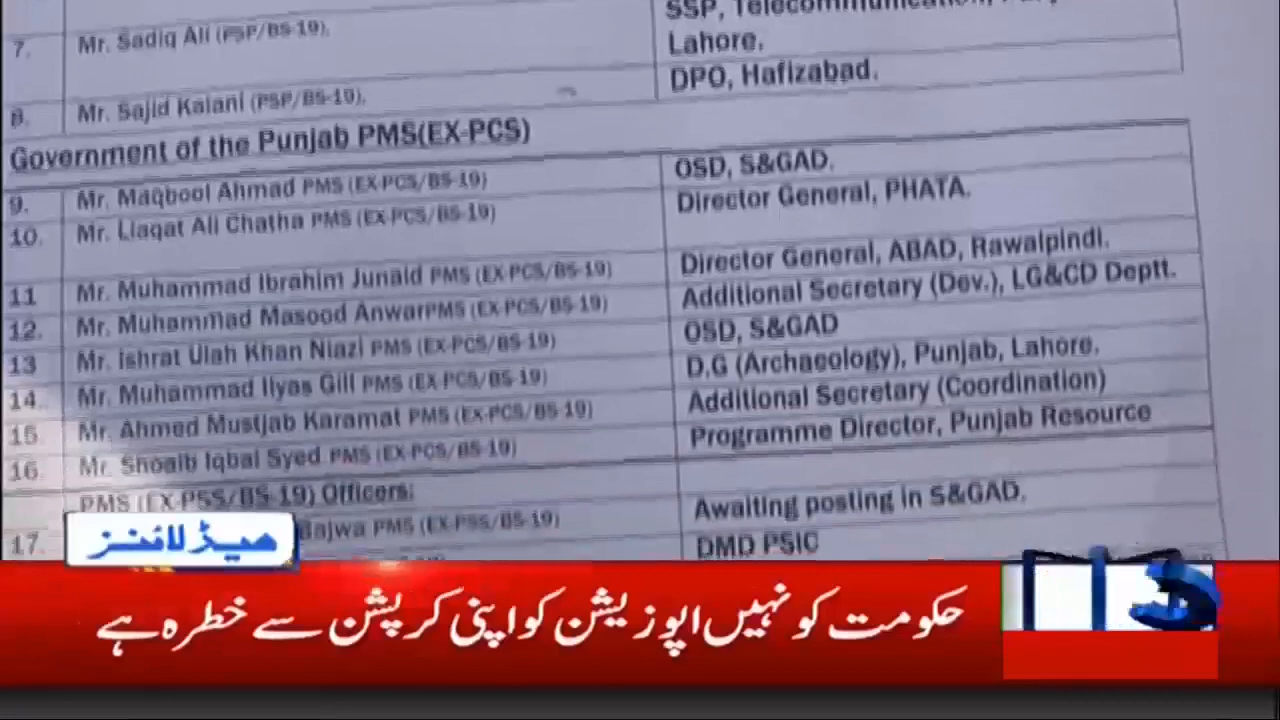 SSP, Telecommunication,
7. Mr. Sadiq Ali (PSP/BS-19). Lahore.
8. Mr. Sajid Kalani (PSP/BS-19). DPO, Hafizabad.
Government of the Punjab PMS(EX-PCS)
9. Mr. Maqbool Ahmad PMS (EX-PCS/BS-19) OSD, S&GAD.
10. Mr. Liaqat Ali Chatha PMS (EX-PCS/BS-19) Director General, PHATA.
11 Mr. Muhammad Ibrahim Junaid PMS (EX-PCS/BS-19) Director General, ABAD, Rawalpindi.
12. Mr. Muhammad Masood AnwarPMS (EX-PCS/BS-19) Additional Secretary (Dev.), LG&CD Deptt.
13 Mr. Ishrat Ulah Khan Niazi PMS (EX-PCS/BS-19) OSD, S&GAD
14. Mr. Muhammad Ilyas Gill PMS (EX-PCS/BS-19) D.G (Archaeology), Punjab, Lahore.
15. Mr. Ahmed Mustjab Karamat PMS (EX-PCS/BS-19) Additional Secretary (Coordination)
16. Mr. Shoaib Iqbal Syed PMS (EX-PCS/BS-19) Programme Director, Punjab Resource
PMS (EX-PSS/BS-19) Officers:
17. Bajwa PMS (EX-PSS/BS-19) Awaiting posting in S&GAD.
DMD PSIC
ہیڈلائنز
حکومت کو نہیں اپوزیشن کو اپنی کرپشن سے خطرہ ہے